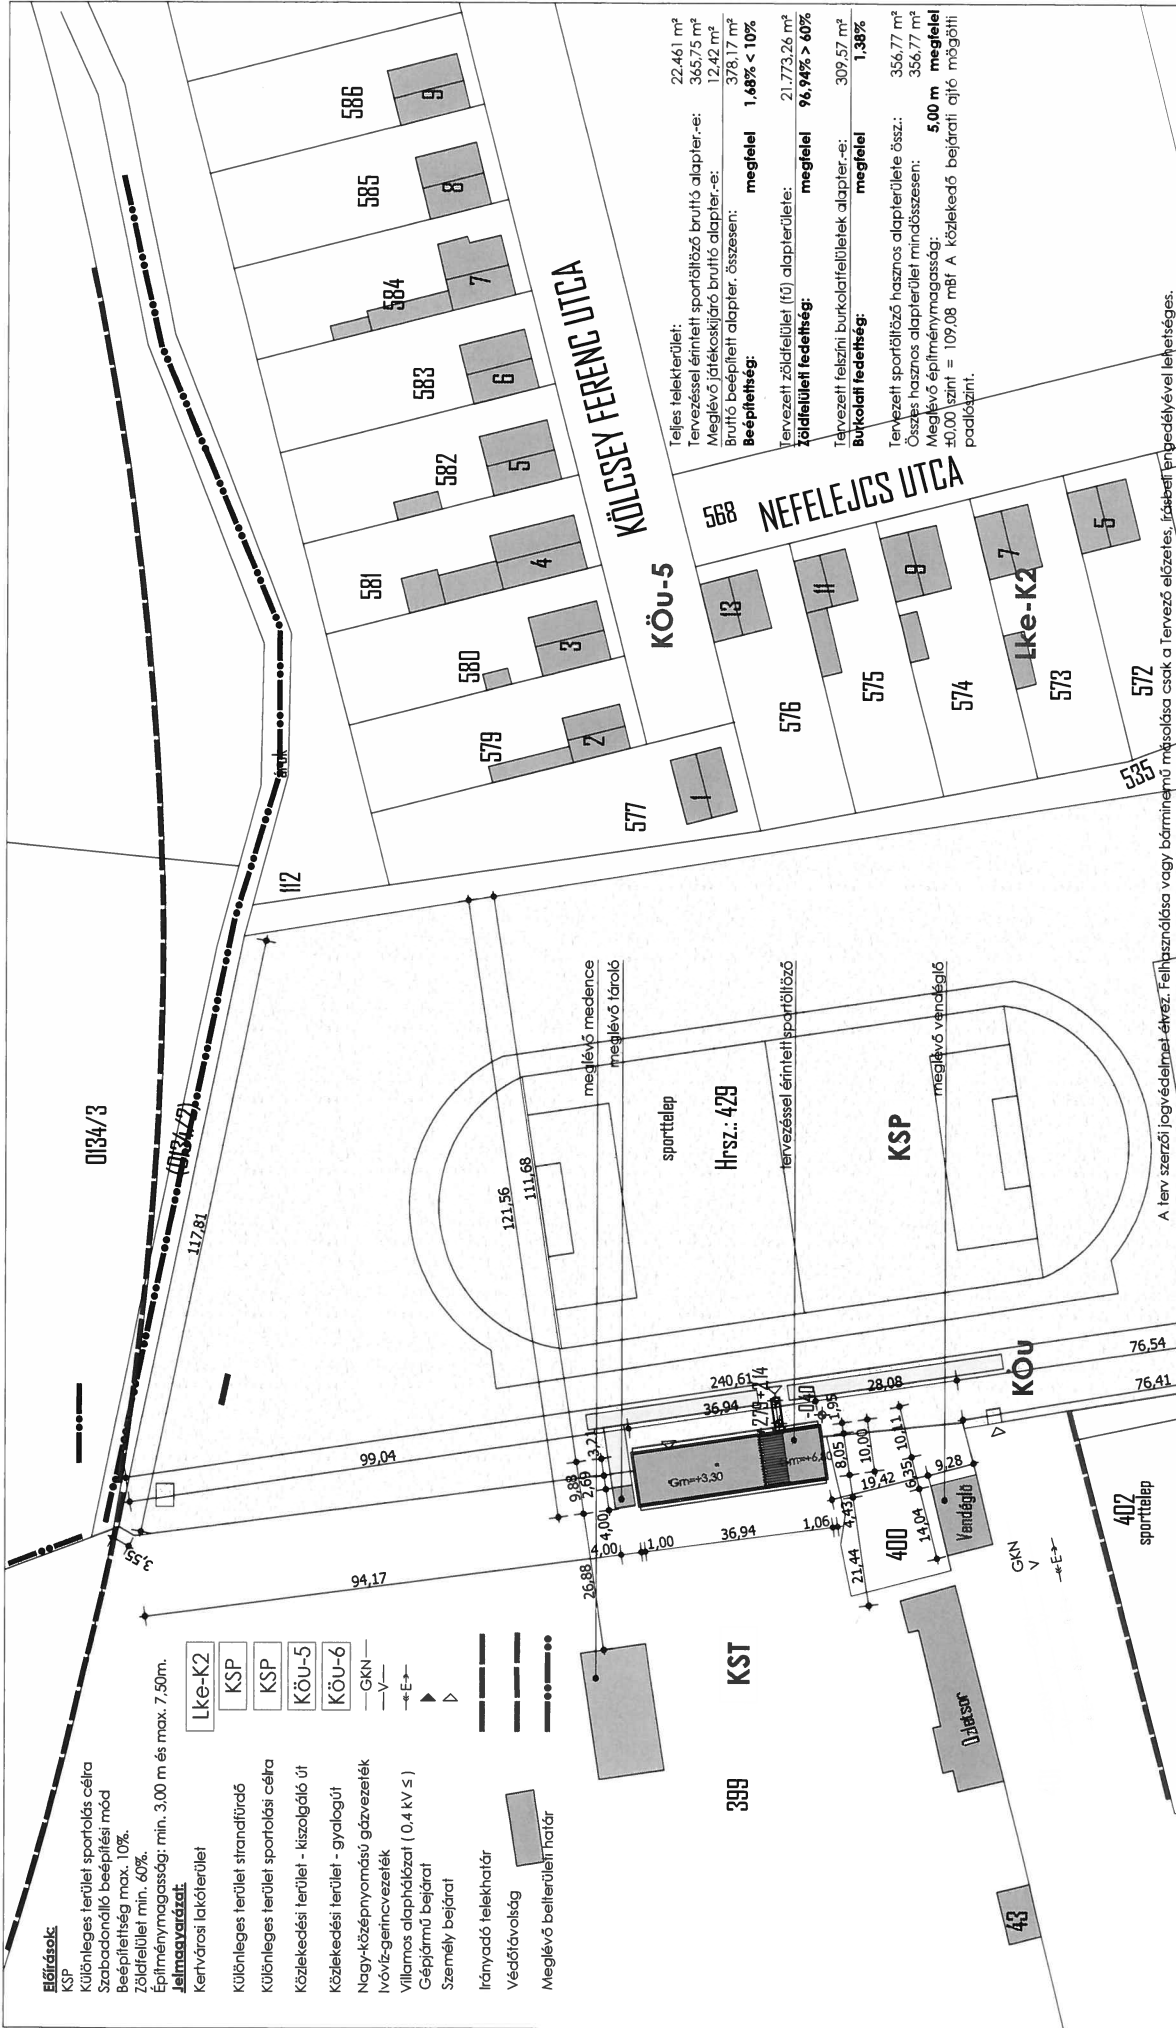 Előírások:
KSP
Különleges terület sportolás célra
Szabadonálló beépítési mód
Beépítettség max. 10%.
Zöldfelület min. 60%.
Építménymagasság: min. 3,00 m és max. 7,50m.
Jelmagyarázat:
Kertvárosi lakóterület Lke-K2
Különleges terület strandfürdő KSP
Különleges terület sportolási célra KSP
Közlekedési terület - kiszolgáló út Köu-5
Közlekedési terület - gyalogút Köu-6
Nagy-középnyomású gázvezeték GKN
Ivóvíz-gerincvezeték V
Villamos alaphálózat ( 0,4 kV ≤ ) E
Gépjármű bejárat
Személy bejárat
Irányadó telekhatár
Védőtávolság
Meglévő belterületi határ
Teljes telekterület: 22.461 m²
Tervezéssel érintett sportöltöző bruttó alapter.-e: 365,75 m²
Meglévő játékoskijáró bruttó alapter.-e: 12,42 m²
Bruttó beépített alapter. összesen: 378,17 m²
Beépítettség: megfelel 1,68% < 10%
Tervezett zöldfelület (fű) alapterülete: 21.773,26 m²
Zöldfelületi fedettség: megfelel 96,94% > 60%
Tervezett felszíni burkolatfelületek alapter.-e: 309,57 m²
Burkolati fedettség: megfelel 1,38%
Tervezett sportöltöző hasznos alapterülete össz.: 356,77 m²
Összes hasznos alapterület mindösszesen: 356,77 m²
Meglévő építménymagasság: 5,00 m megfelel
±0,00 szint = 109,08 mBf A közlekedő bejárati ajtó mögötti
padlószint.
0134/3
(0134/2)
112
árok
586
9
585
8
584
7
583
6
582
5
581
4
580
3
579
2
577
1
KÖLCSEY FERENC UTCA
KÖU-5
568
NEFELEJCS UTCA
576
13
575
11
574
9
573
7
572
5
Lke-K2
535
117,81
121,56
111,68
meglévő medence
meglévő tároló
sporttelep
Hrsz.: 429
tervezéssel érintett sportöltöző
KSP
meglévő vendéglő
KÖU
240,61
36,94
28,08
76,54
76,41
99,04
3,55
94,17
9,88
2,69
3,21
4,00
4,00
1,00
26,88
36,94
1,06
Gm=+3,30
-0,40
1,95
8,05
10,00
10,11
19,42
6,35
9,28
4,43
21,44
14,04
400
Vendéglő
GKN
V
E
402
sporttelep
KST
399
Üzletsor
43
A terv szerzői jogvédelmet élvez. Felhasználása vagy bárminemű másolása csak a Tervező előzetes, írásbeli engedélyével lehetséges.